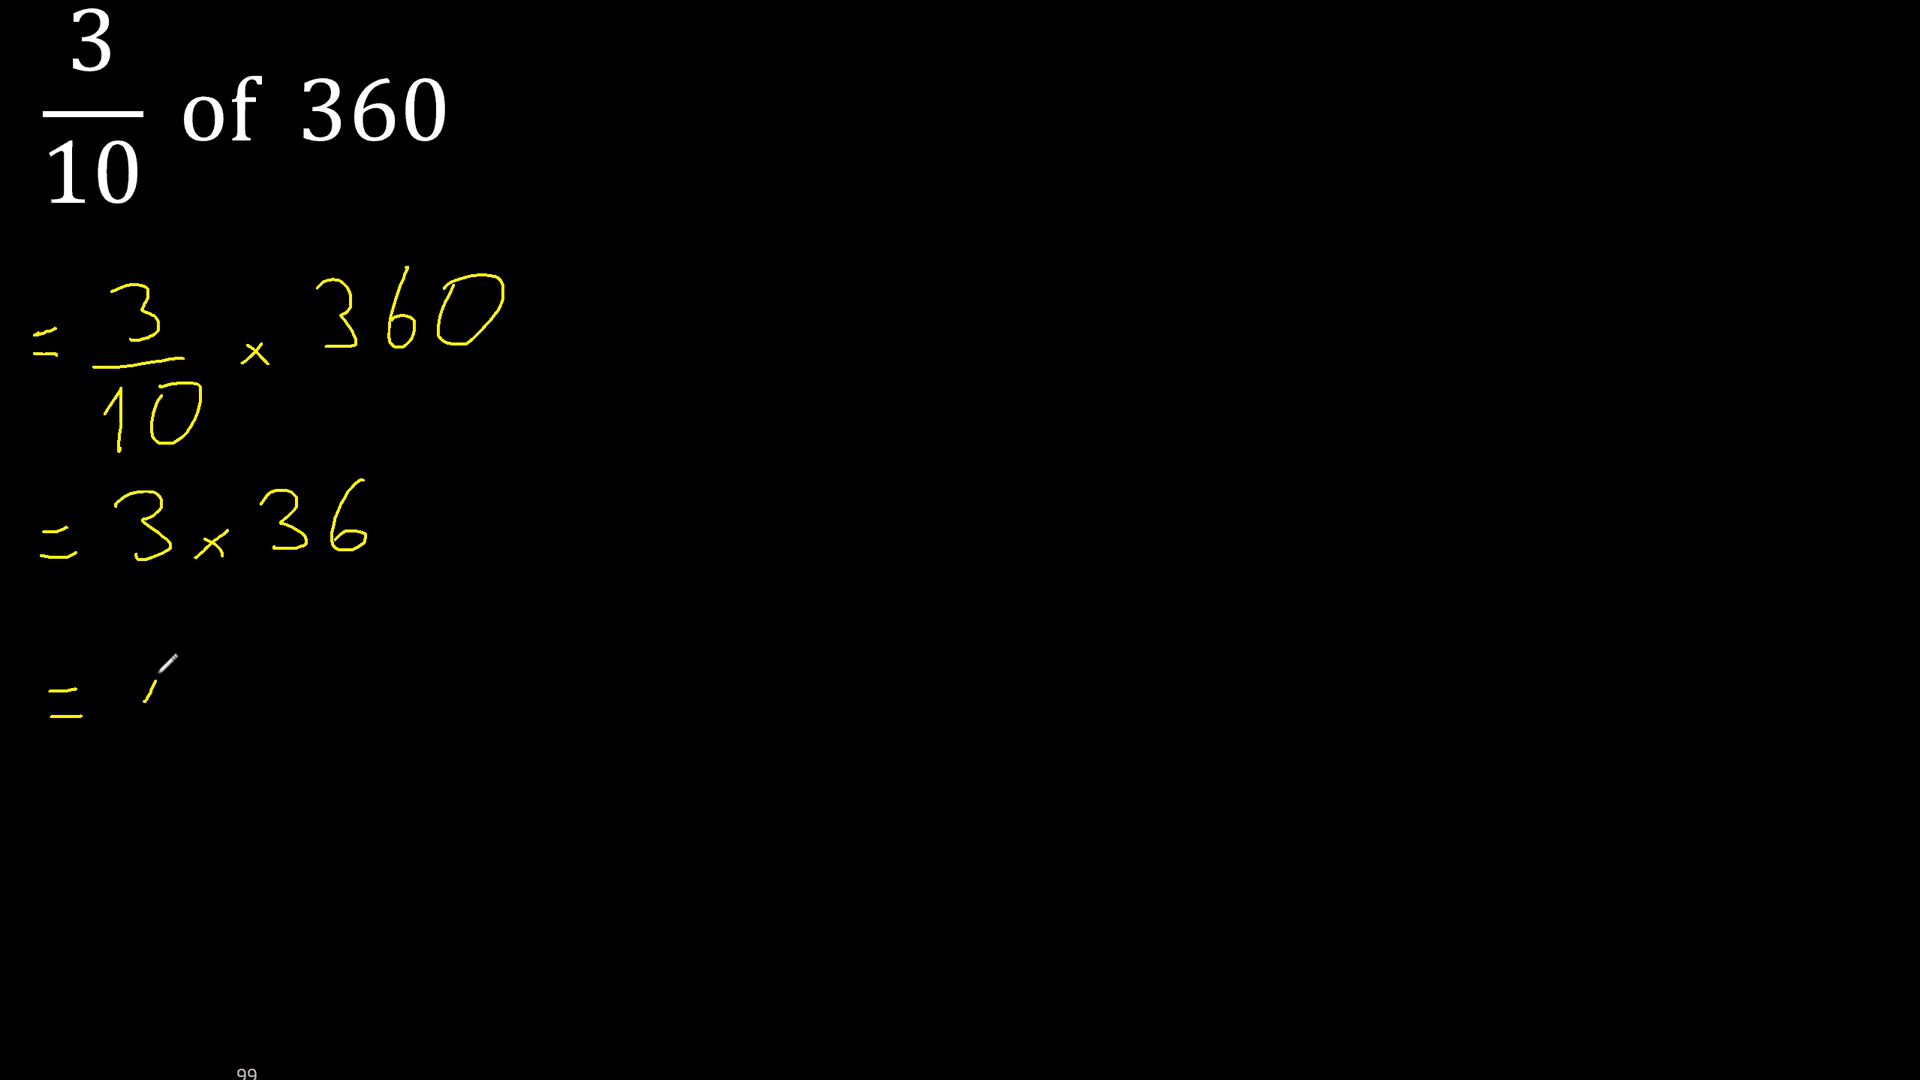 3/10 of 360
= 3/10 × 360
= 3 × 36
=
99